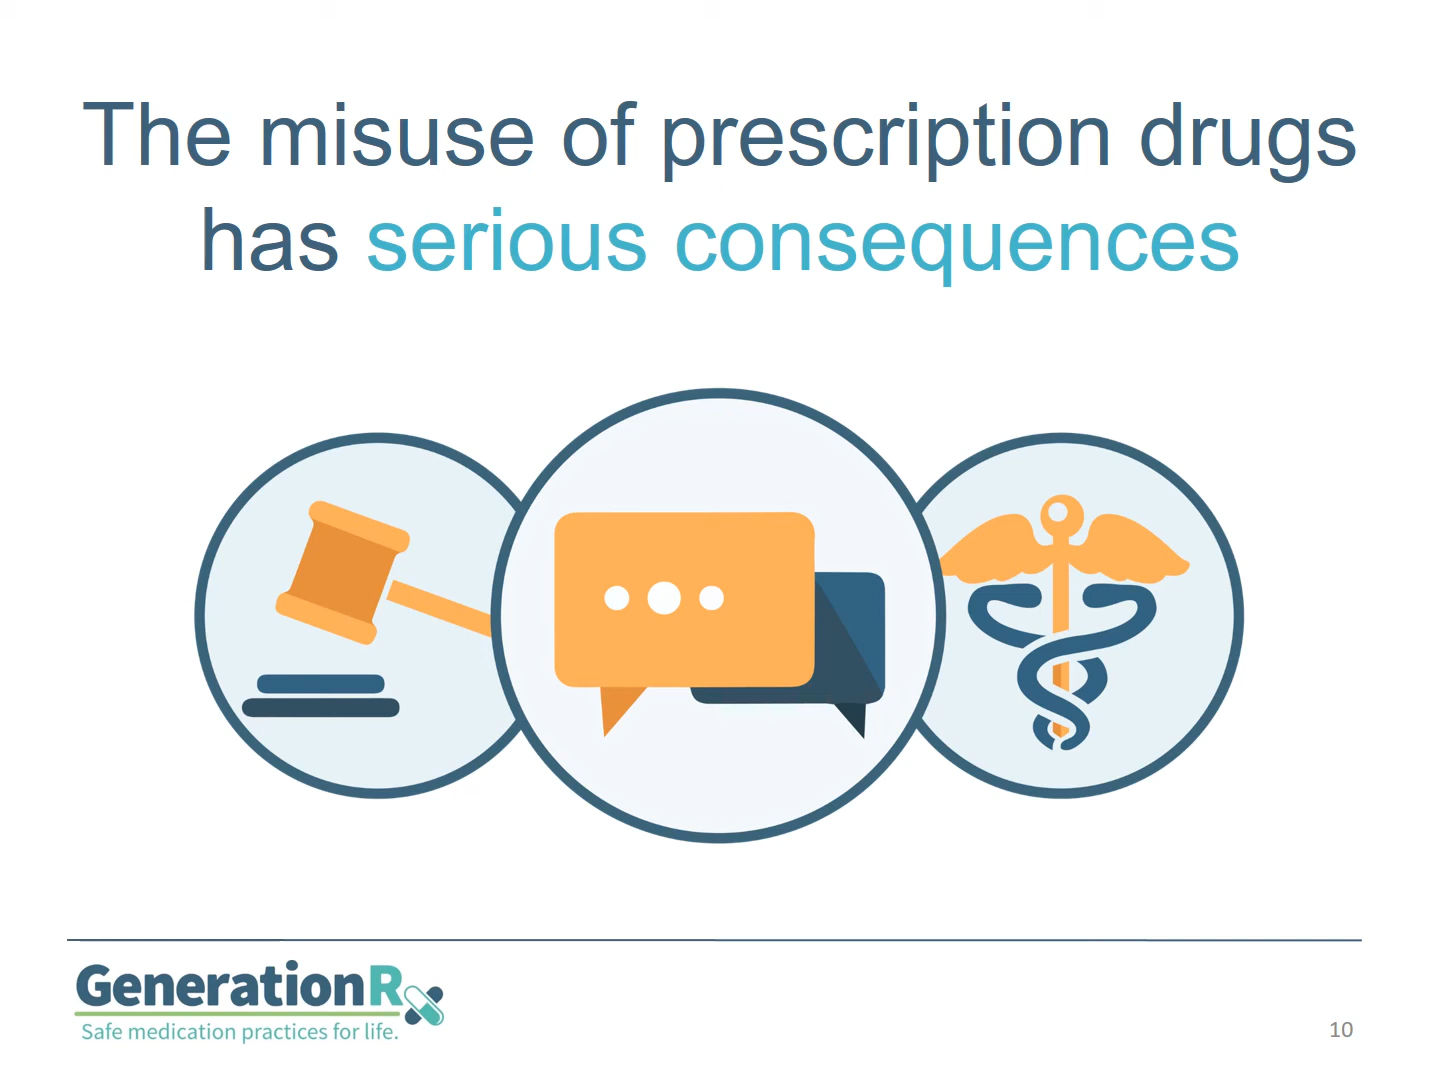 The misuse of prescription drugs
has serious consequences
GenerationRx
Safe medication practices for life.
10